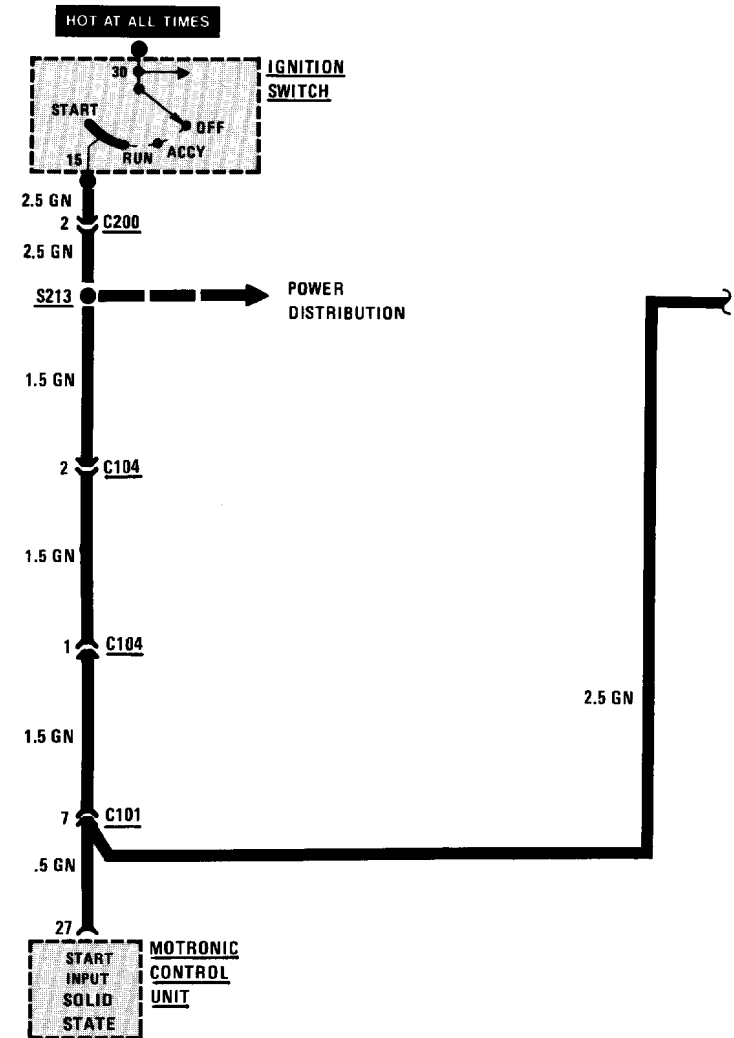 HOT AT ALL TIMES
30
IGNITION
SWITCH
START
OFF
ACCY
RUN
15
2.5 GN
2 C200
2.5 GN
S213
POWER
DISTRIBUTION
1.5 GN
2 C104
1.5 GN
1 C104
2.5 GN
1.5 GN
7 C101
.5 GN
27
START
INPUT
SOLID
STATE
MOTRONIC
CONTROL
UNIT